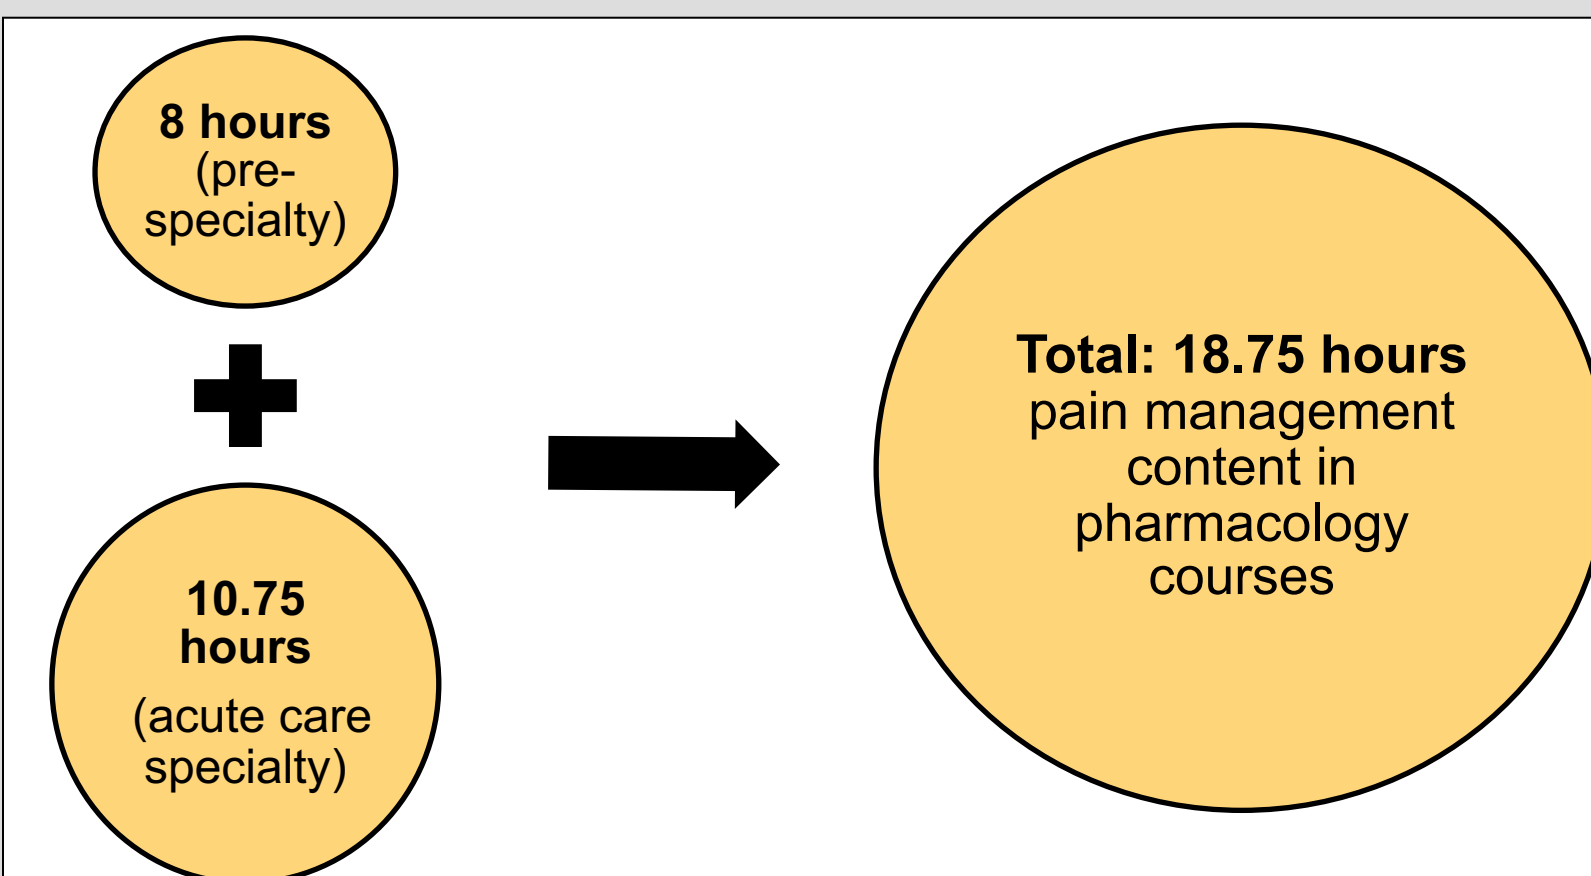 8 hours
(pre-
specialty)
10.75
hours
(acute care
specialty)
Total: 18.75 hours
pain management
content in
pharmacology
courses